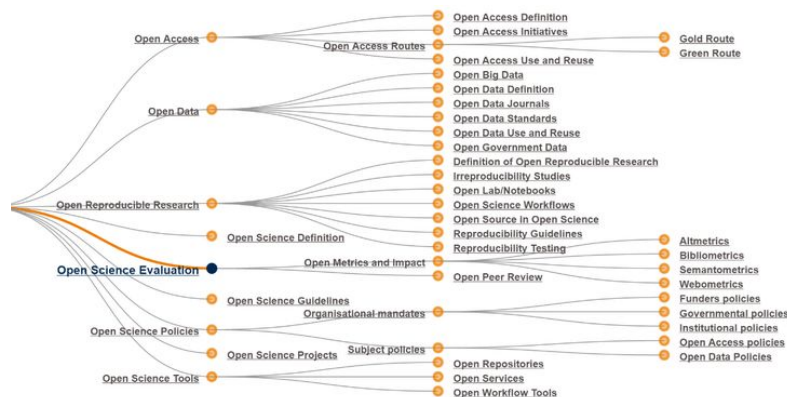 Open Access
Open Access Definition
Open Access Initiatives
Open Access Routes
Gold Route
Green Route
Open Access Use and Reuse
Open Data
Open Big Data
Open Data Definition
Open Data Journals
Open Data Standards
Open Data Use and Reuse
Open Government Data
Open Reproducible Research
Definition of Open Reproducible Research
Irreproducibility Studies
Open Lab/Notebooks
Open Science Workflows
Open Source in Open Science
Reproducibility Guidelines
Reproducibility Testing
Open Science Definition
Open Science Evaluation
Open Metrics and Impact
Altmetrics
Bibliometrics
Semantometrics
Webometrics
Open Peer Review
Open Science Guidelines
Open Science Policies
Organisational mandates
Funders policies
Governmental policies
Institutional policies
Subject policies
Open Access policies
Open Data Policies
Open Science Projects
Open Science Tools
Open Repositories
Open Services
Open Workflow Tools